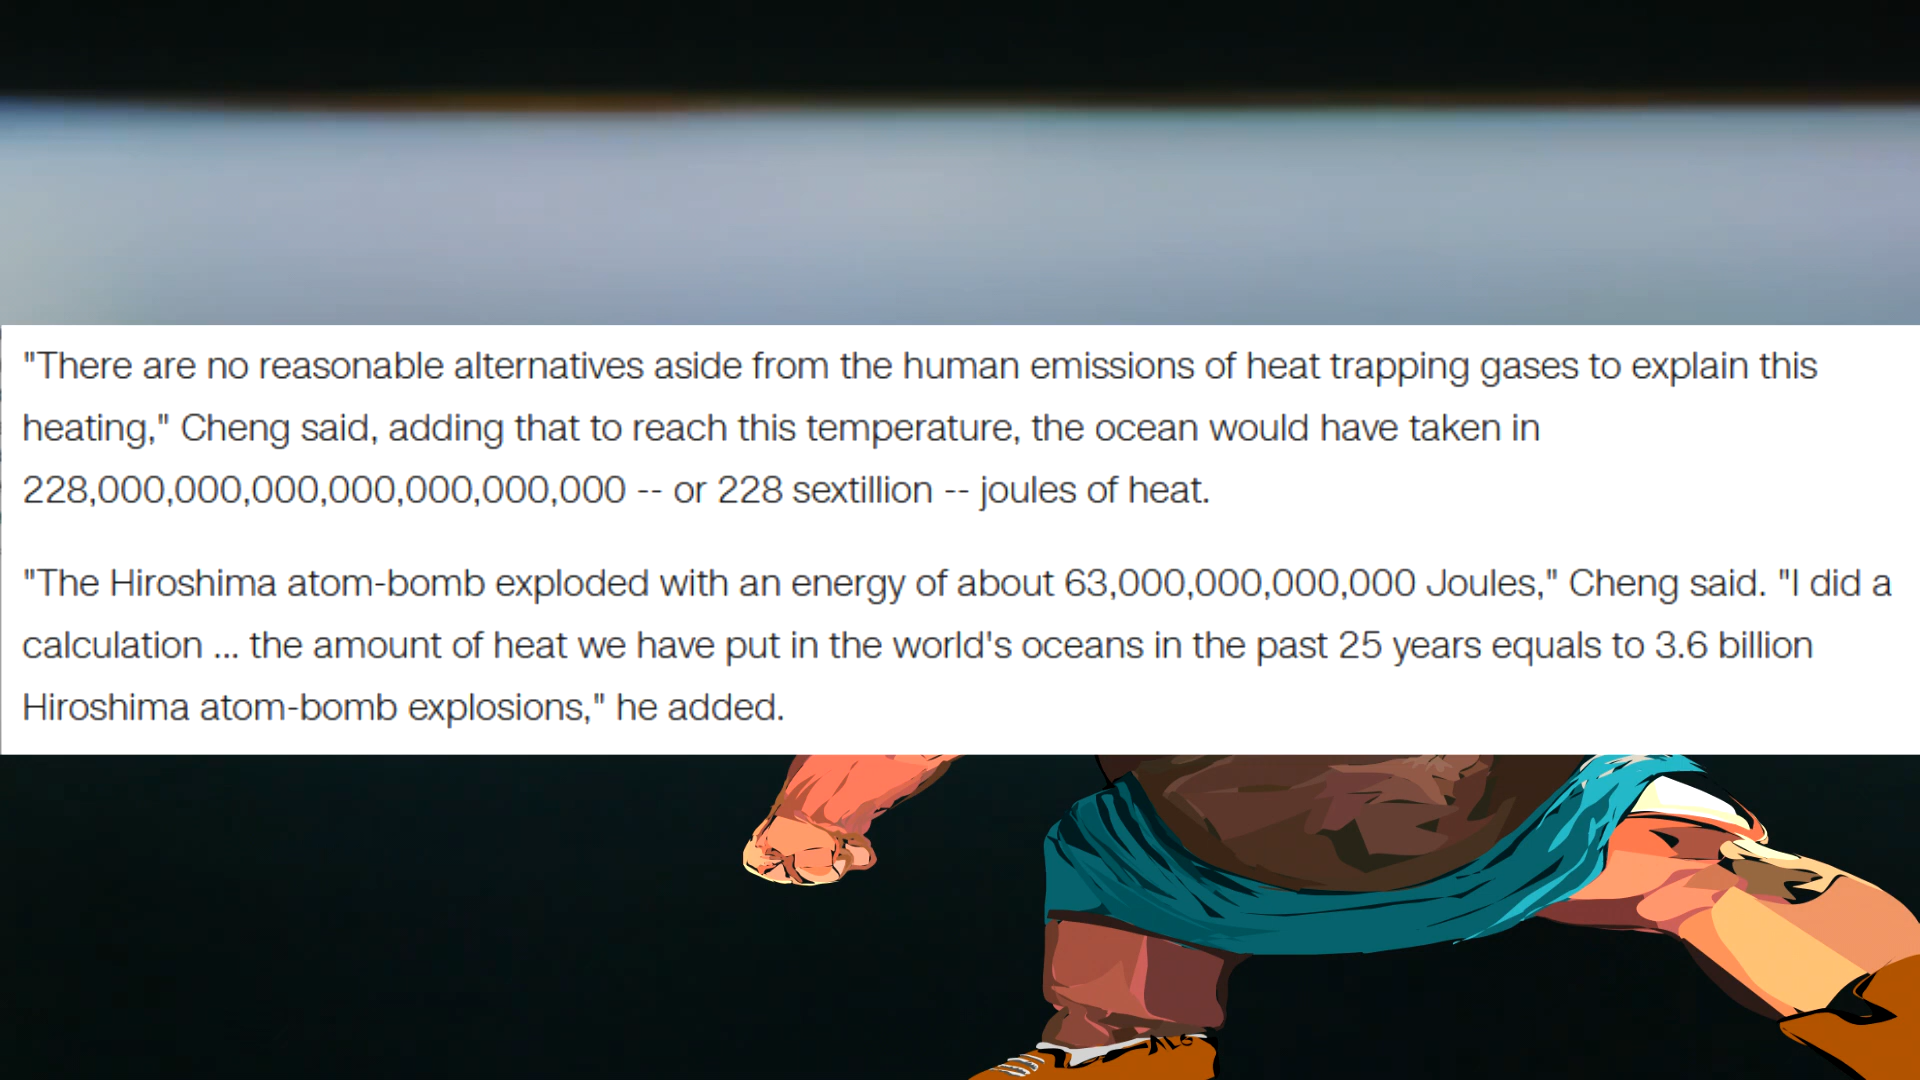 "There are no reasonable alternatives aside from the human emissions of heat trapping gases to explain this
heating," Cheng said, adding that to reach this temperature, the ocean would have taken in
228,000,000,000,000,000,000,000 -- or 228 sextillion -- joules of heat.
"The Hiroshima atom-bomb exploded with an energy of about 63,000,000,000,000 Joules," Cheng said. "I did a
calculation ... the amount of heat we have put in the world's oceans in the past 25 years equals to 3.6 billion
Hiroshima atom-bomb explosions," he added.